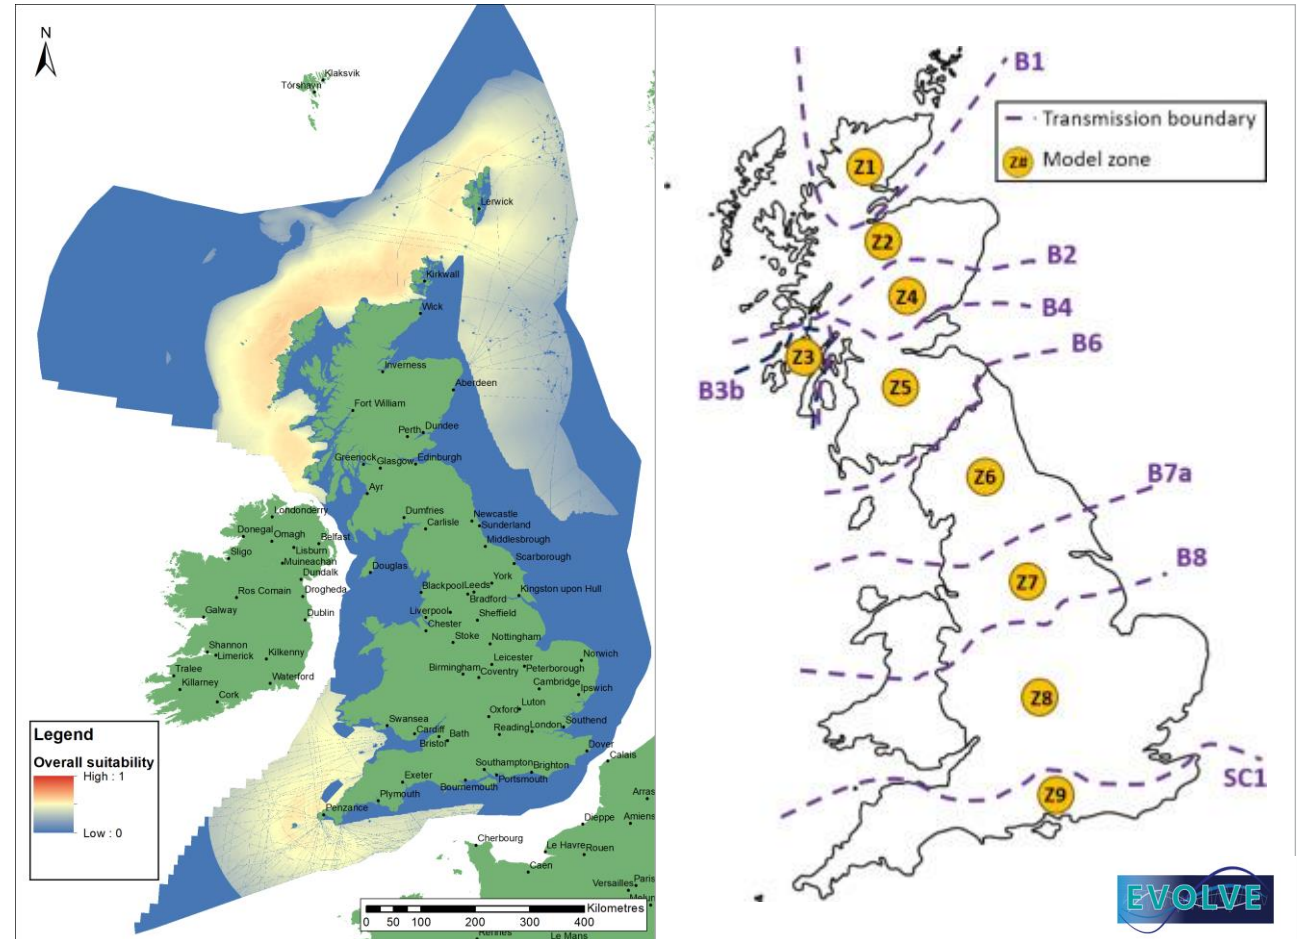 N
Klaksvik
Tórshavn
Lerwick
Kirkwall
Wick
Inverness
Aberdeen
Fort William
Perth Dundee
Greenock Glasgow Edinburgh
Ayr
Londonderry
Dumfries
Newcastle
Carlisle
Sunderland
Donegal
Omagh
Belfast
Lisburn
Middlesbrough
Sligo
Muineachan
Scarborough
Dundalk
Douglas
York
Ros Comain
Drogheda
Blackpool Leeds
Kingston upon Hull
Bradford
Galway
Dublin
Liverpool
Sheffield
Chester
Stoke
Nottingham
Shannon
Limerick
Kilkenny
Leicester
Norwich
Tralee
Birmingham
Coventry
Peterborough
Killarney
Waterford
Cambridge
Ipswich
Cork
Luton
Oxford
Swansea
Cardiff
Reading London
Southend
Bristol
Bath
Dover
Calais
Southampton
Brighton
Exeter
Bournemouth
Portsmouth
Plymouth
Arras
Penzance
Dieppe
Amiens
Cherbourg
Le Havre Rouen
Caen
Versailles
Paris
Rennes
Le Mans
Legend
Overall suitability
High : 1
Low : 0
Kilometres
0 50 100 200 300 400
B1
Transmission boundary
Z#
Model zone
Z1
Z2
B2
Z4
B4
B6
Z3
B3b
Z5
Z6
B7a
B8
Z7
Z8
SC1
Z9
EVOLVE